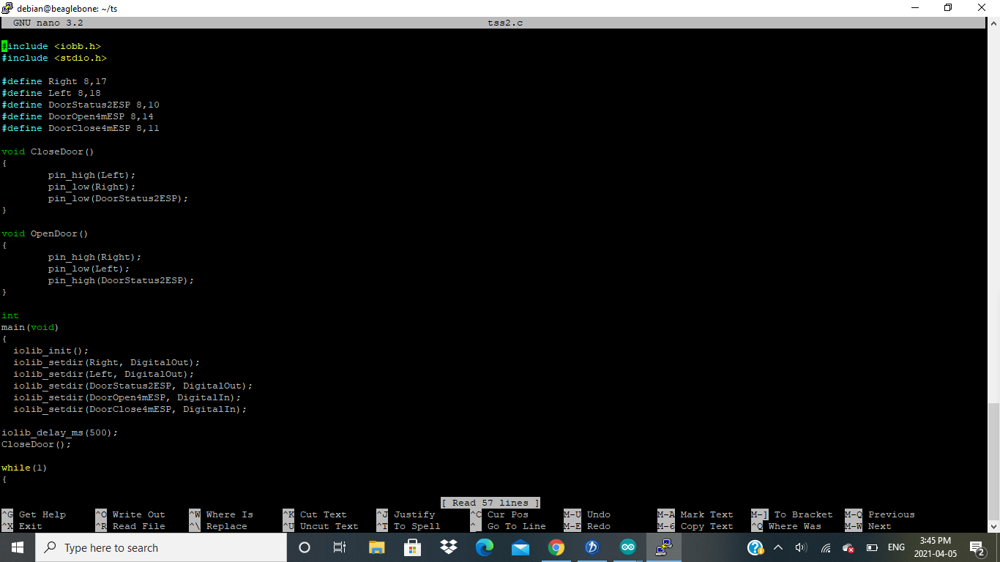 debian@beaglebone: ~/ts
GNU nano 3.2 tss2.c
#include <iobb.h>
#include <stdio.h>
#define Right 8,17
#define Left 8,18
#define DoorStatus2ESP 8,10
#define DoorOpen4mESP 8,14
#define DoorClose4mESP 8,11
void CloseDoor()
{
pin_high(Left);
pin_low(Right);
pin_low(DoorStatus2ESP);
}
void OpenDoor()
{
pin_high(Right);
pin_low(Left);
pin_high(DoorStatus2ESP);
}
int
main(void)
{
iolib_init();
iolib_setdir(Right, DigitalOut);
iolib_setdir(Left, DigitalOut);
iolib_setdir(DoorStatus2ESP, DigitalOut);
iolib_setdir(DoorOpen4mESP, DigitalIn);
iolib_setdir(DoorClose4mESP, DigitalIn);
iolib_delay_ms(500);
CloseDoor();
while(1)
{
[ Read 57 lines ]
^G Get Help ^O Write Out ^W Where Is ^K Cut Text ^J Justify ^C Cur Pos M-U Undo M-A Mark Text M-] To Bracket M-Q Previous
^X Exit ^R Read File ^\ Replace ^U Uncut Text ^T To Spell ^_ Go To Line M-E Redo M-6 Copy Text ^Q Where Was M-W Next
Type here to search
ENG
3:45 PM
2021-04-05
2